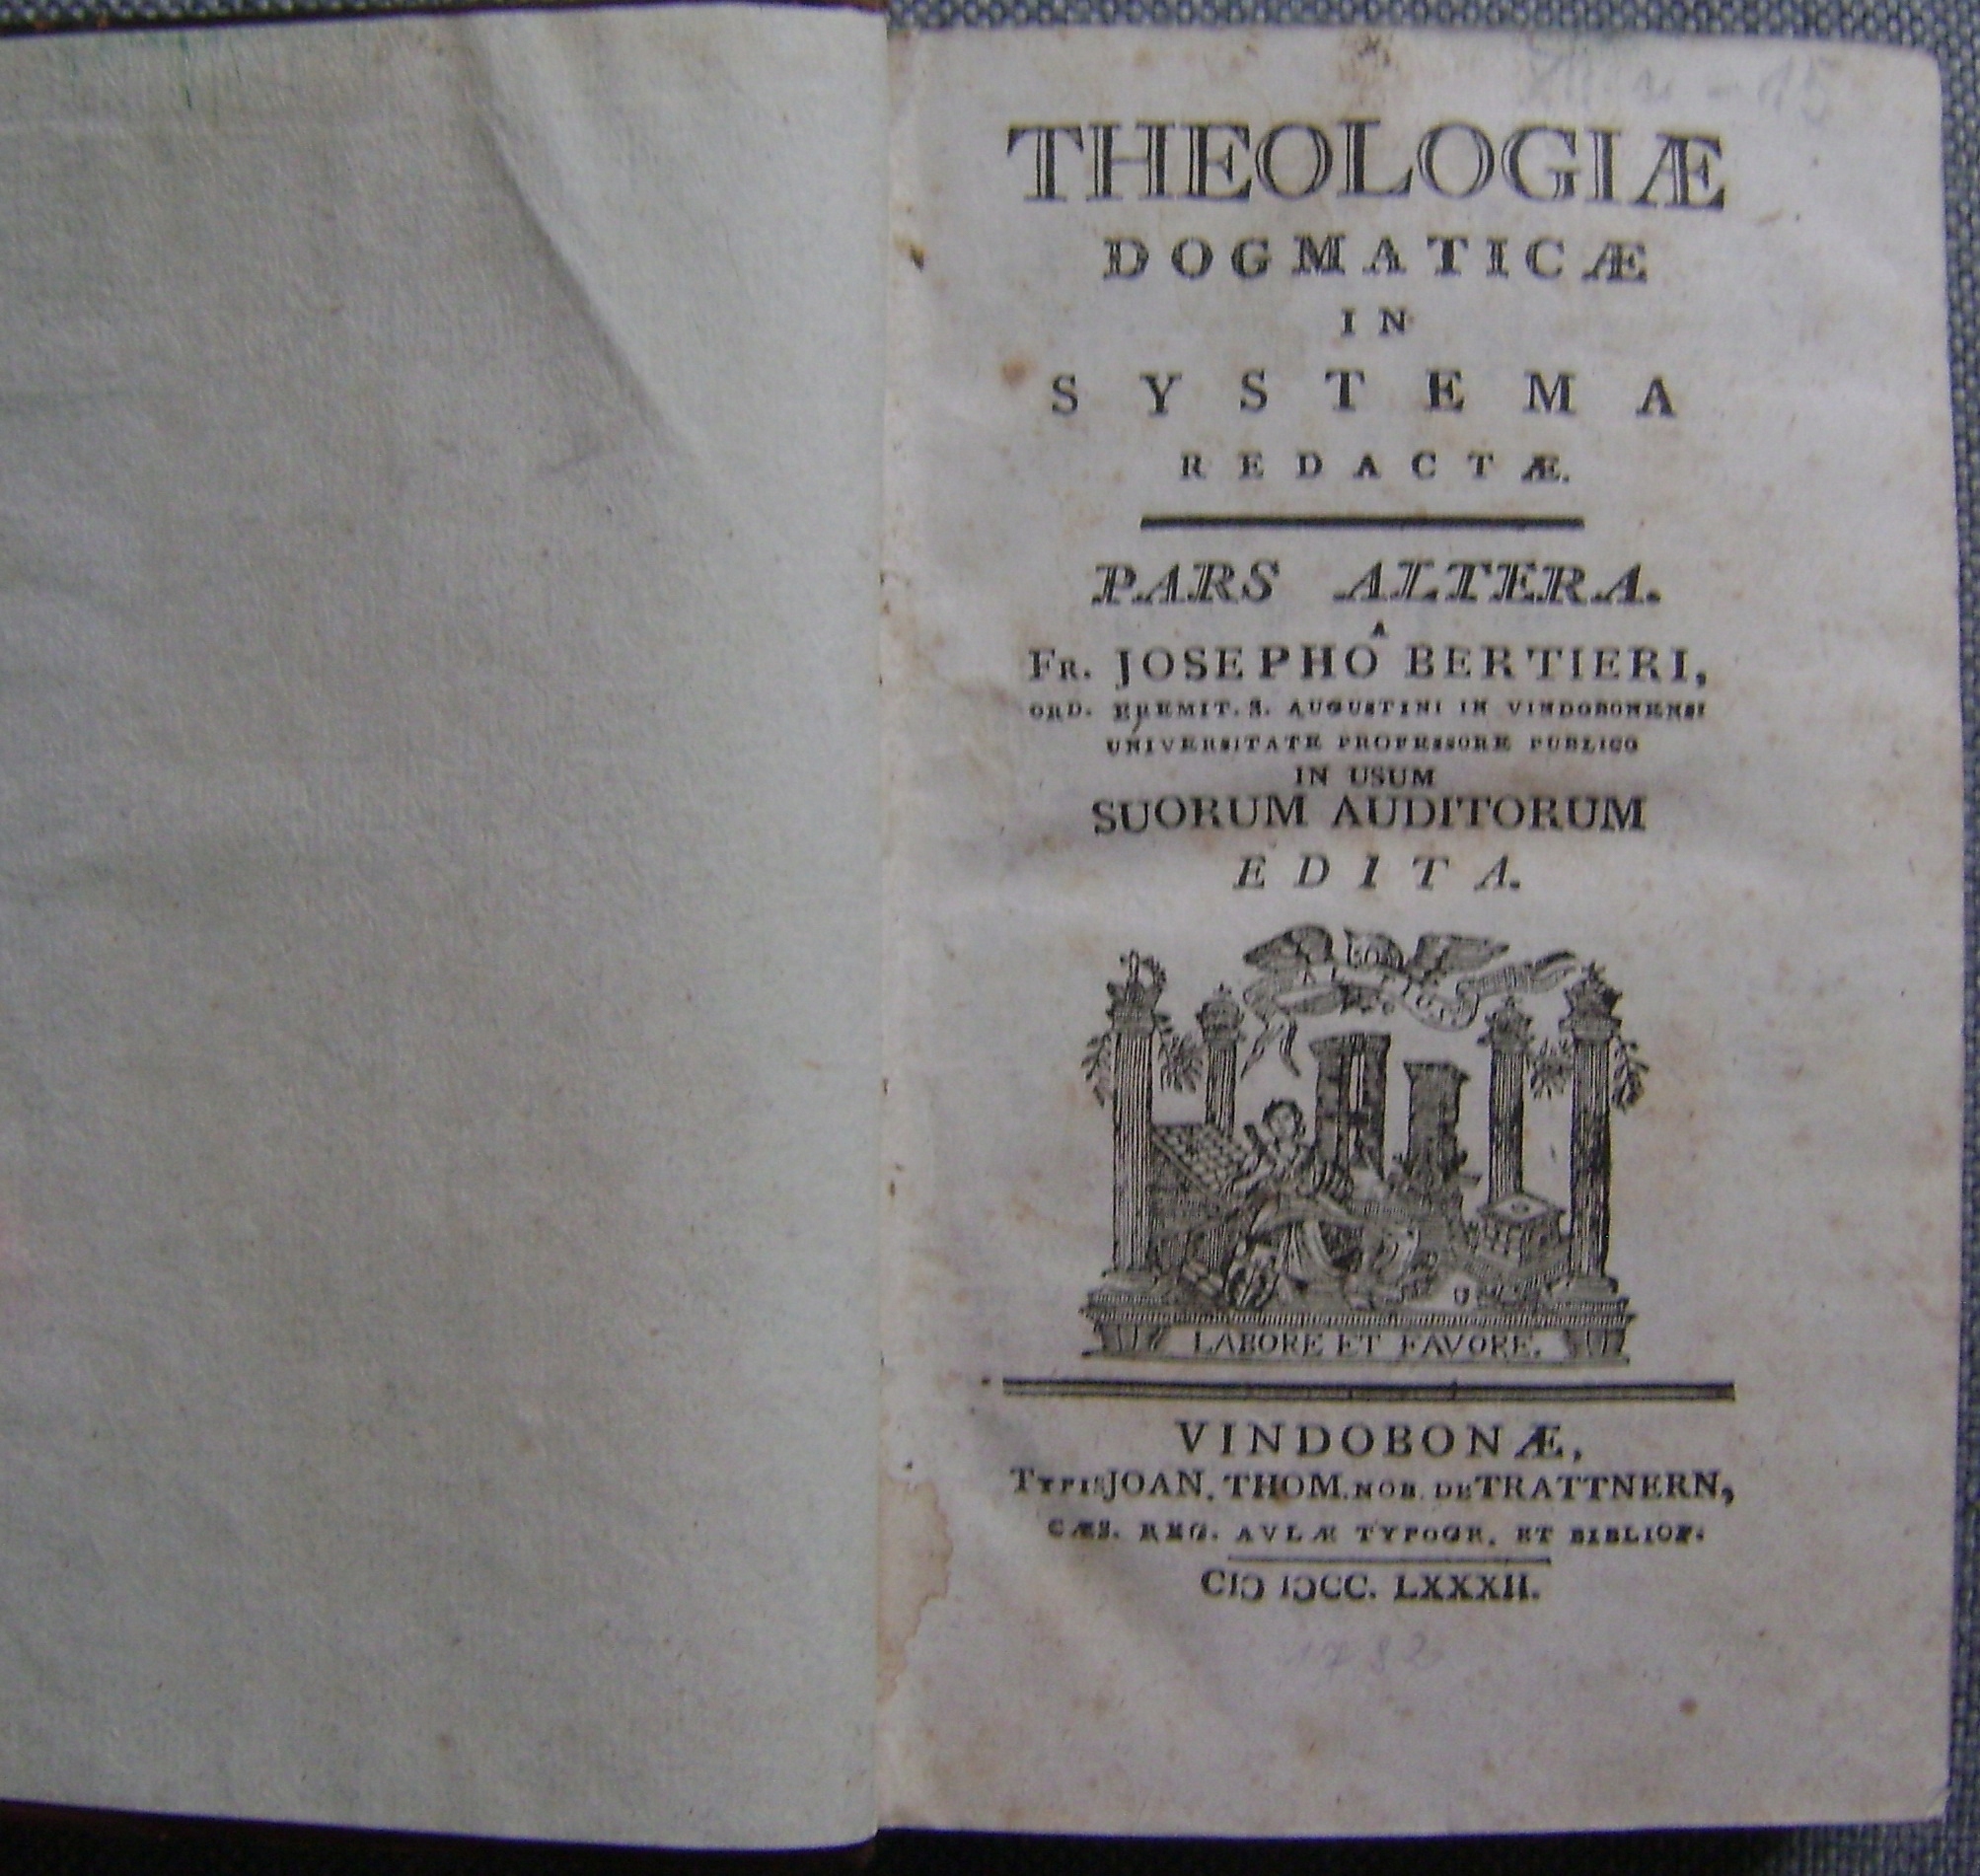 THEOLOGIÆ
DOGMATICÆ
IN
SYSTEMA
REDACTÆ.
PARS ALTERA.
A
FR. JOSEPHO BERTIERI,
ORD. EREMIT. S. AUGUSTINI IN VINDOBONENSI
UNIVERSITATE PROFESSORE PUBLICO
IN USUM
SUORUM AUDITORUM
EDITA.
LABORE ET FAVORE.
VINDOBONÆ,
TYPIS JOAN. THOM. NOB. DE TRATTNERN,
CÆS. REG. AVLÆ TYPOGR. ET BIBLIOP.
CIↃ IↃCC. LXXXII.
1782